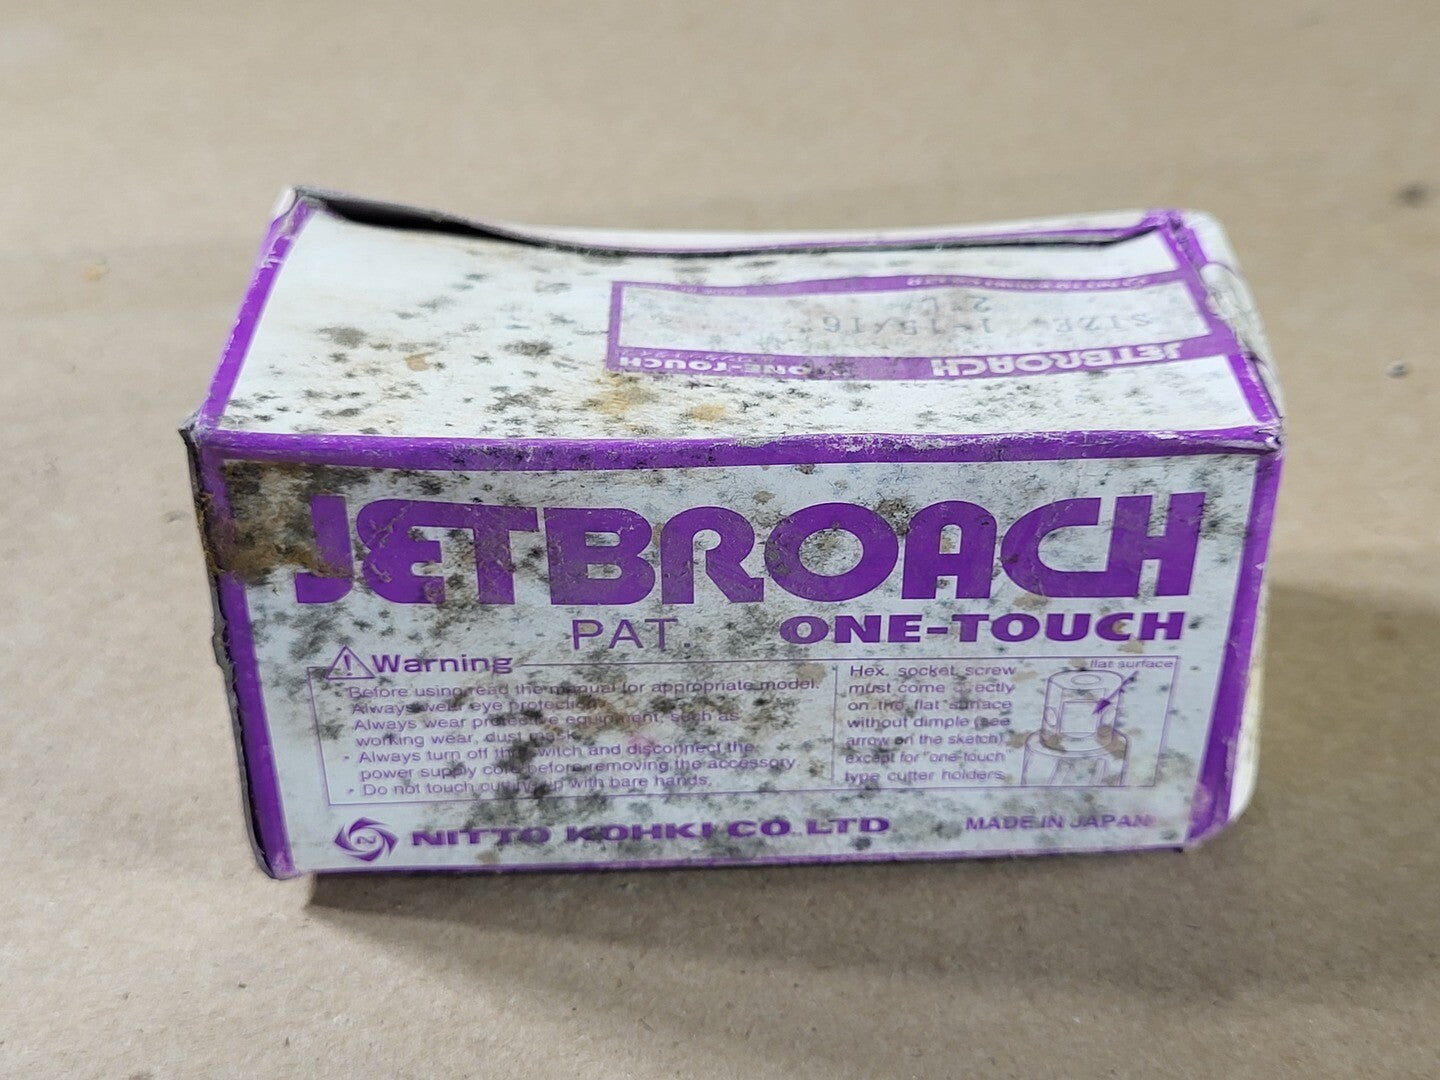 SIZE 1-15/16"
2"L
JETBROACH ONE-TOUCH
JETBROACH
PAT. ONE-TOUCH
Warning
Before using read the manual for appropriate model.
Always wear eye protection.
Always wear protective equipment, such as
working wear, dust mask.
· Always turn off the switch and disconnect the
power supply cord before removing the accessory.
· Do not touch cutting with bare hands.
Hex. socket screw
must come directly
on the flat surface
without dimple (see
arrow on the sketch)
except for "one-touch"
type cutter holders.
flat surface
NITTO KOHKI CO., LTD
MADE IN JAPAN